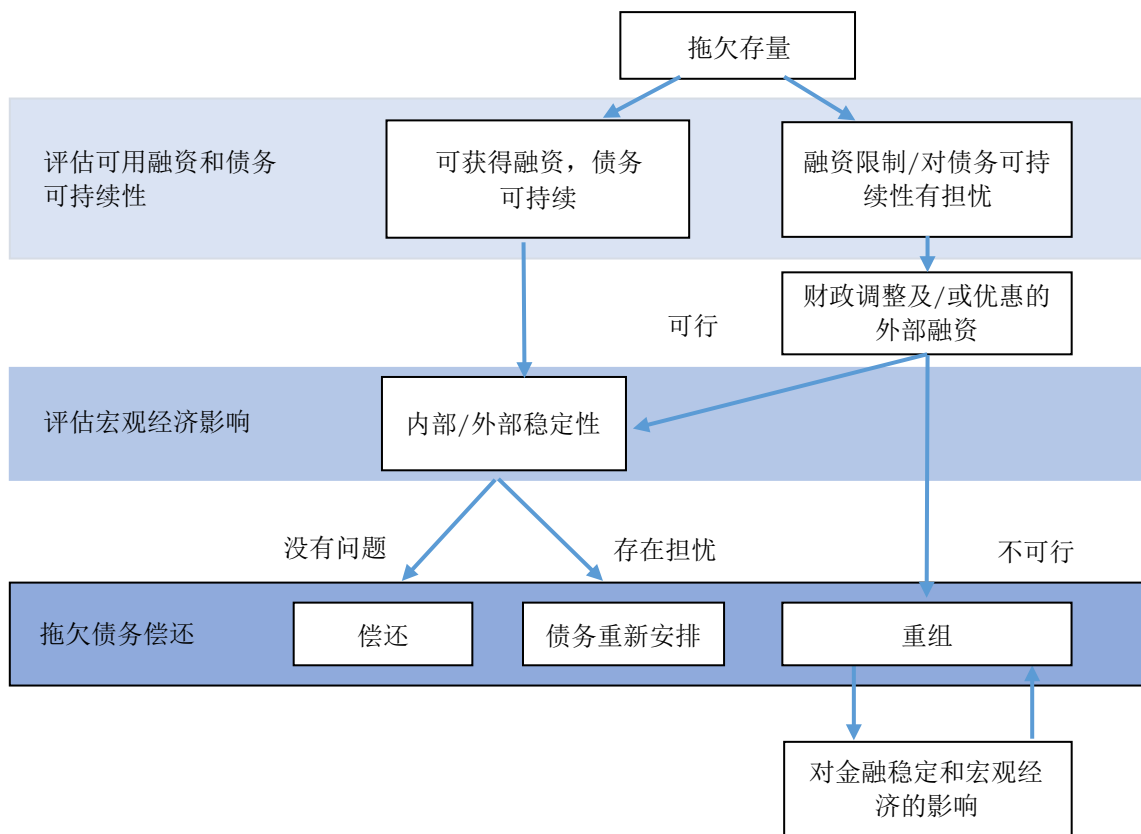 拖欠存量
评估可用融资和债务
可持续性
可获得融资，债务
可持续
融资限制/对债务可持
续性有担忧
财政调整及/或优惠的
外部融资
可行
评估宏观经济影响
内部/外部稳定性
没有问题
存在担忧
不可行
拖欠债务偿还
偿还
债务重新安排
重组
对金融稳定和宏观经
济的影响